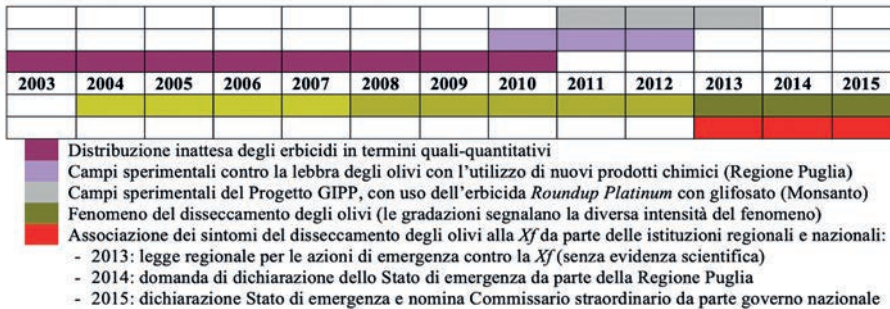 2003 2004 2005 2006 2007 2008 2009 2010 2011 2012 2013 2014 2015
Distribuzione inattesa degli erbicidi in termini quali-quantitativi
Campi sperimentali contro la lebbra degli olivi con l'utilizzo di nuovi prodotti chimici (Regione Puglia)
Campi sperimentali del Progetto GIPP, con uso dell'erbicida Roundup Platinum con glifosato (Monsanto)
Fenomeno del disseccamento degli olivi (le gradazioni segnalano la diversa intensità del fenomeno)
Associazione dei sintomi del disseccamento degli olivi alla Xf da parte delle istituzioni regionali e nazionali:
- 2013: legge regionale per le azioni di emergenza contro la Xf (senza evidenza scientifica)
- 2014: domanda di dichiarazione dello Stato di emergenza da parte della Regione Puglia
- 2015: dichiarazione Stato di emergenza e nomina Commissario straordinario da parte governo nazionale